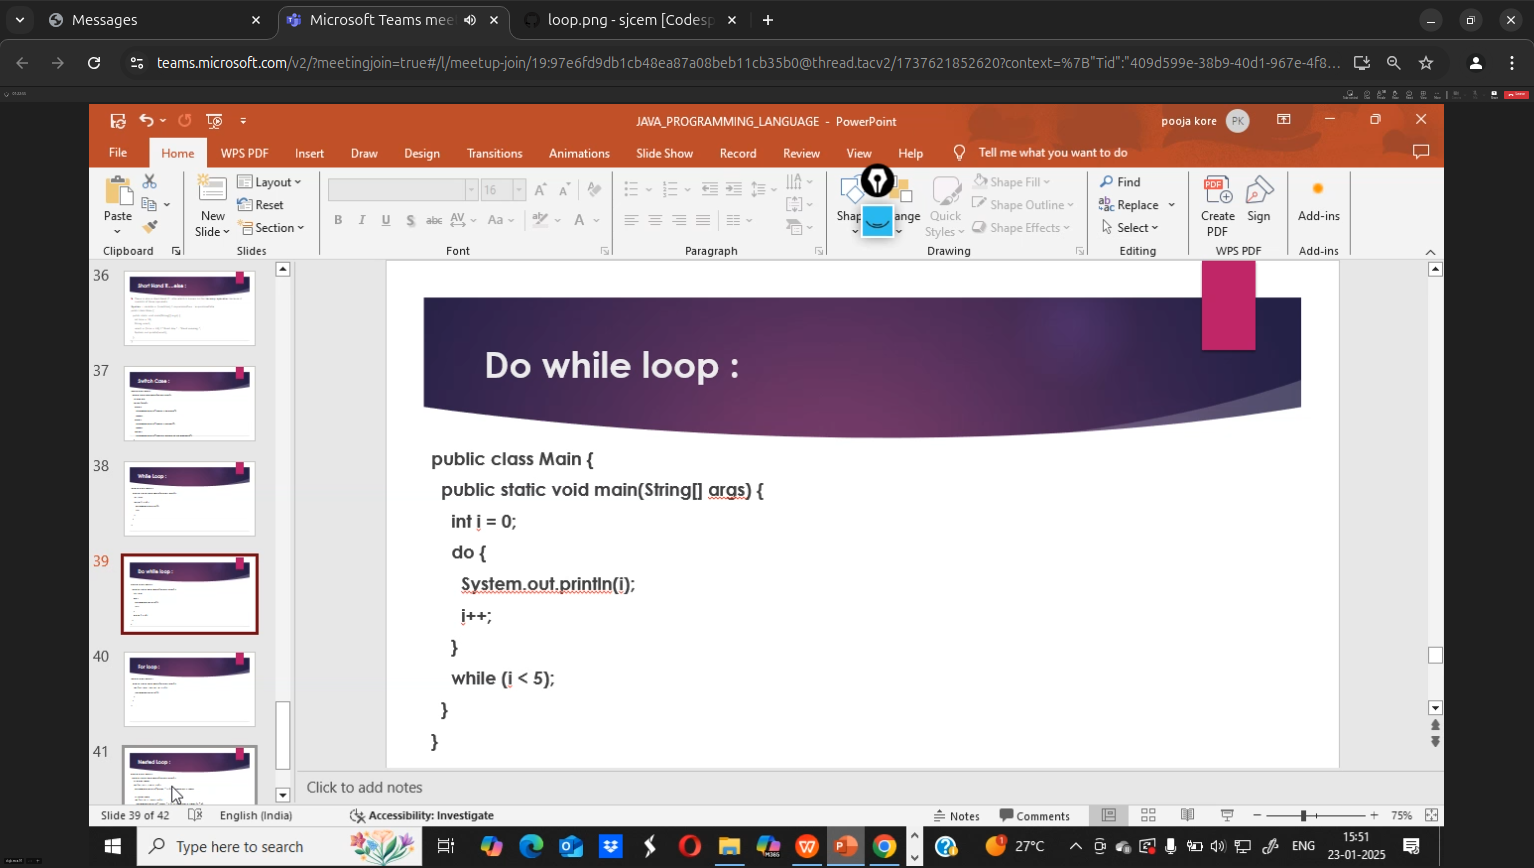 Messages
Microsoft Teams mee
loop.png - sjcem [Codesp
teams.microsoft.com/v2/?meetingjoin=true#/l/meetup-join/19:97e6fd9db1cb48ea87a08beb11cb35b0@thread.tacv2/1737621852620?context=%7B"Tid":"409d599e-38b9-40d1-967e-4f8...
JAVA_PROGRAMMING_LANGUAGE - PowerPoint
pooja kore PK
File Home WPS PDF Insert Draw Design Transitions Animations Slide Show Record Review View Help Tell me what you want to do
Paste
Clipboard
New Slide
Layout
Reset
Section
Slides
16
Font
Paragraph
Quick Styles
Shape Fill
Shape Outline
Shape Effects
Drawing
Find
Replace
Select
Editing
Create PDF
Sign
WPS PDF
Add-ins
Add-ins
36
Short Hand if...else :
37
Switch Case :
38
While Loop :
39
Do while loop :
40
For loop :
41
Nested Loop :
Do while loop :
public class Main {
public static void main(String[] args) {
int i = 0;
do {
System.out.println(i);
i++;
}
while (i < 5);
}
}
Click to add notes
Slide 39 of 42 English (India) Accessibility: Investigate Notes Comments 75%
Type here to search
27°C
ENG
15:51
23-01-2025